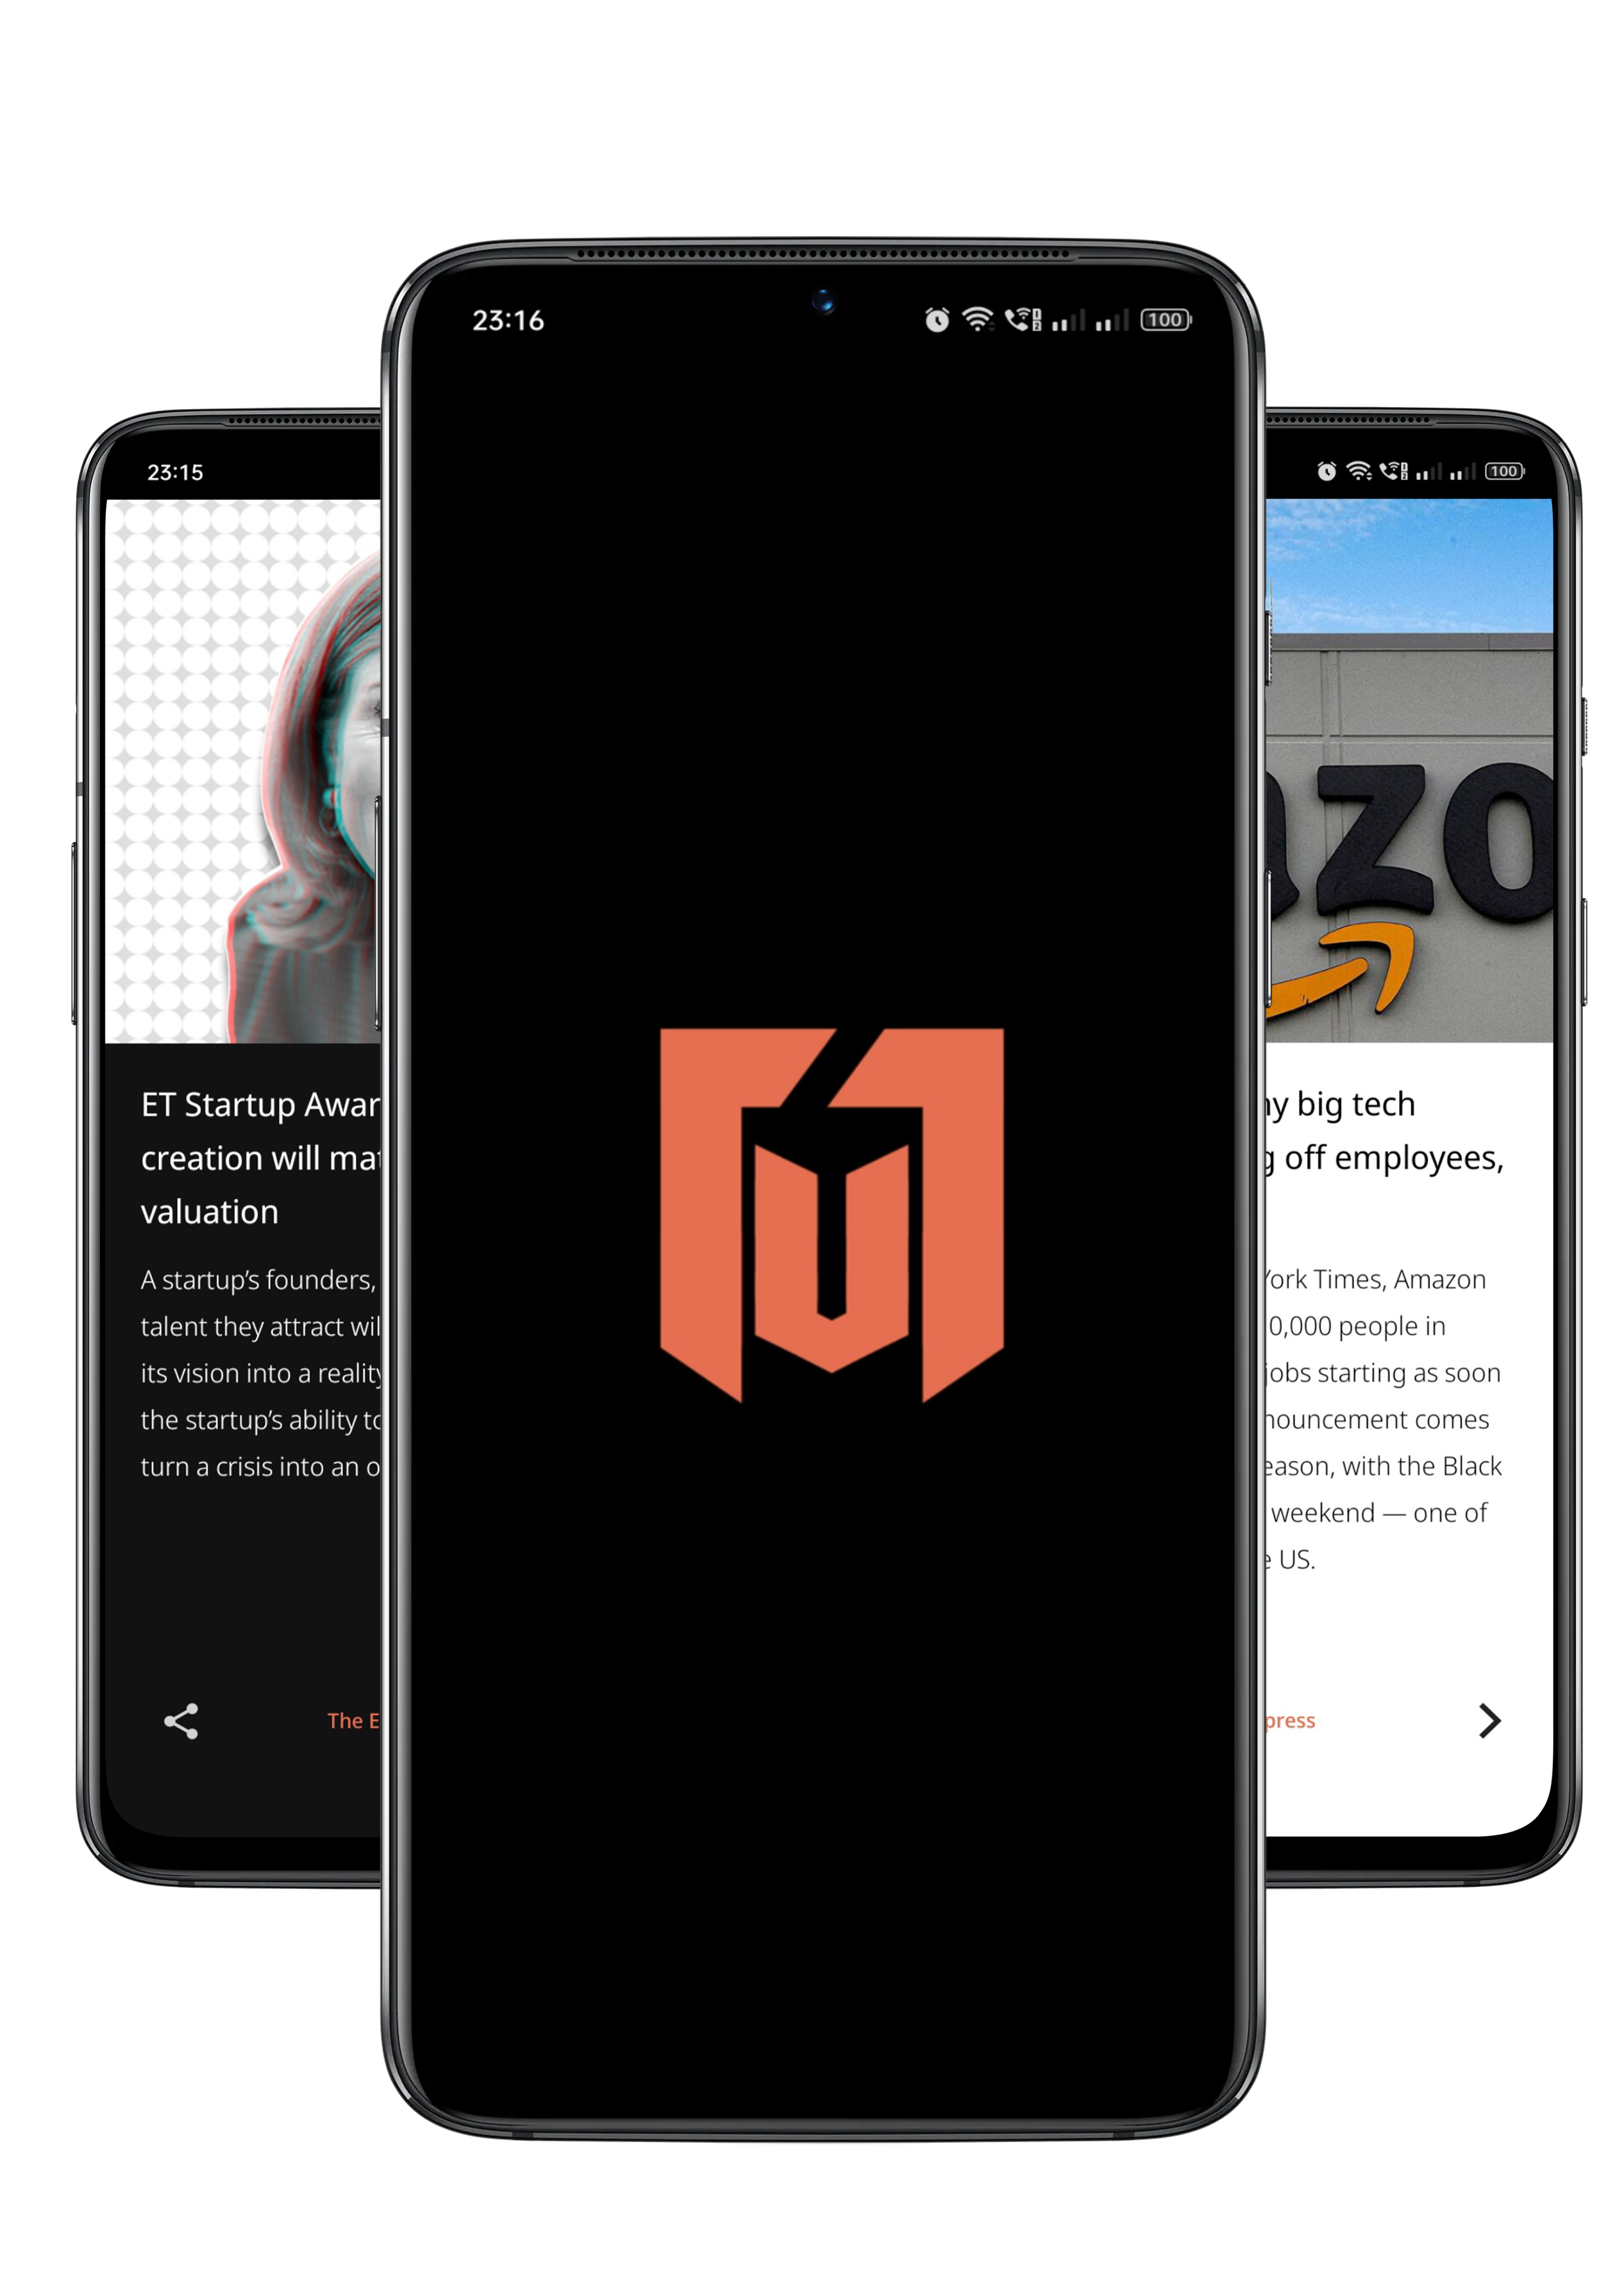 23:16
100
23:15
ET Startup Awar
creation will mat
valuation
A startup's founders,
talent they attract wil
its vision into a reality
the startup's ability to
turn a crisis into an o
The E
100
azo
y big tech
g off employees,
York Times, Amazon
0,000 people in
jobs starting as soon
nouncement comes
eason, with the Black
weekend — one of
e US.
press